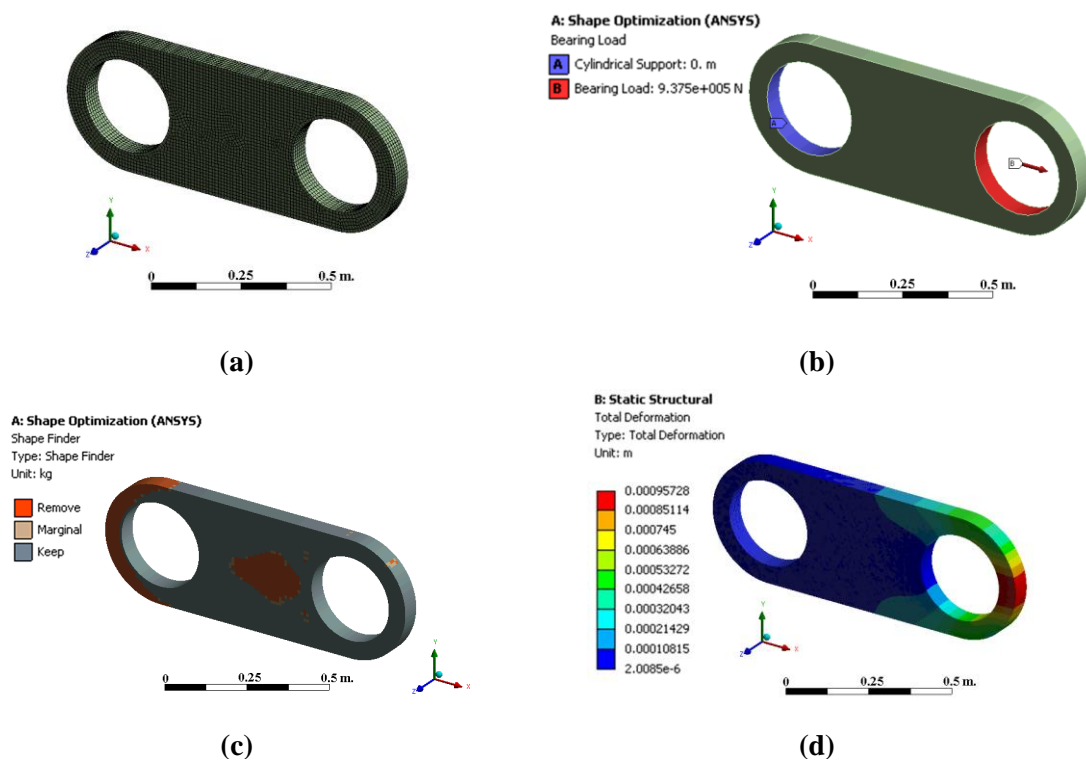 Y
X
Z
0 0.25 0.5 m.
(a)
A: Shape Optimization (ANSYS)
Bearing Load
A Cylindrical Support: 0. m
B Bearing Load: 9.375e+005 N
A
B
Y
X
Z
0 0.25 0.5 m.
(b)
A: Shape Optimization (ANSYS)
Shape Finder
Type: Shape Finder
Unit: kg
Remove
Marginal
Keep
Y
X
Z
0 0.25 0.5 m.
(c)
B: Static Structural
Total Deformation
Type: Total Deformation
Unit: m
0.00095728
0.00085114
0.000745
0.00063886
0.00053272
0.00042658
0.00032043
0.00021429
0.00010815
2.0085e-6
Y
X
Z
0 0.25 0.5 m.
(d)